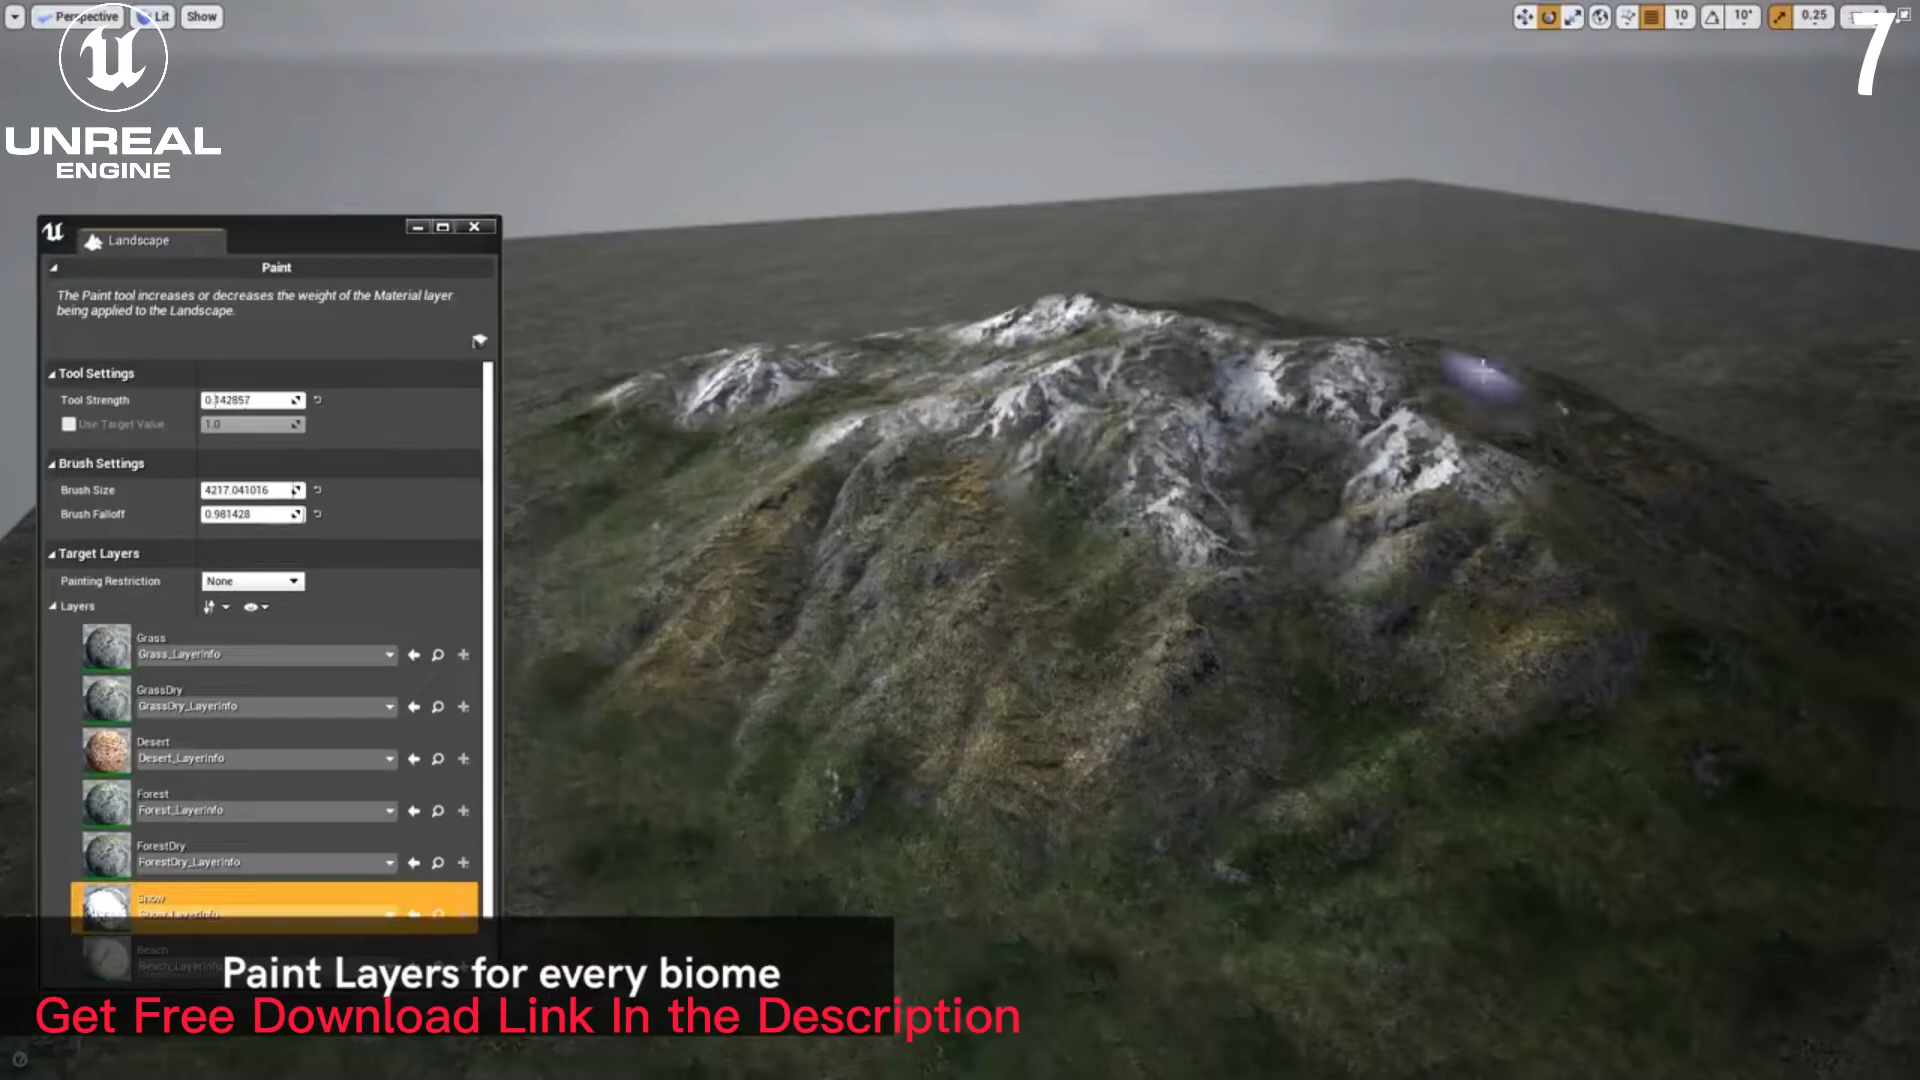 Perspective Lit Show
10 10° 0.25
7
UNREAL
ENGINE
Landscape
Paint
The Paint tool increases or decreases the weight of the Material layer
being applied to the Landscape.
Tool Settings
Tool Strength 0.142857
Use Target Value 1.0
Brush Settings
Brush Size 4217.041016
Brush Falloff 0.981428
Target Layers
Painting Restriction None
Layers
Grass
Grass_LayerInfo
GrassDry
GrassDry_LayerInfo
Desert
Desert_LayerInfo
Forest
Forest_LayerInfo
ForestDry
ForestDry_LayerInfo
Snow
Snow_LayerInfo
Beach
Beach_LayerInfo
Paint Layers for every biome
Get Free Download Link In the Description